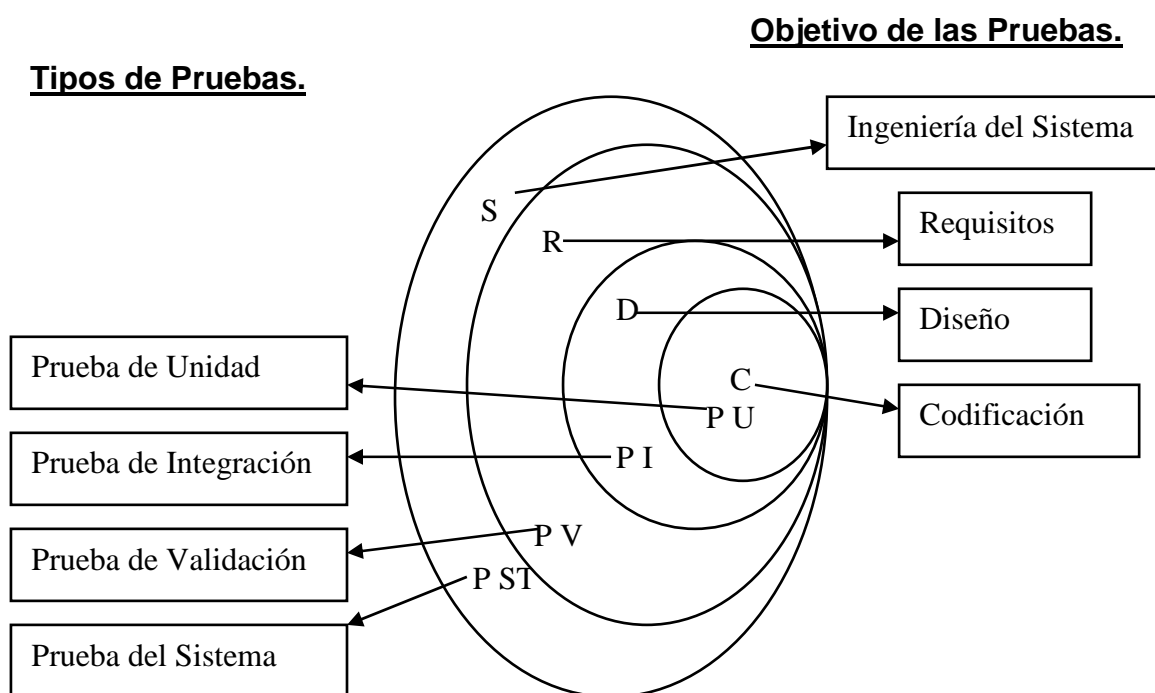 Objetivo de las Pruebas.
Tipos de Pruebas.
Ingeniería del Sistema
S
Requisitos
R
D
Diseño
Prueba de Unidad
C
P U
Codificación
Prueba de Integración
P I
Prueba de Validación
P V
P ST
Prueba del Sistema